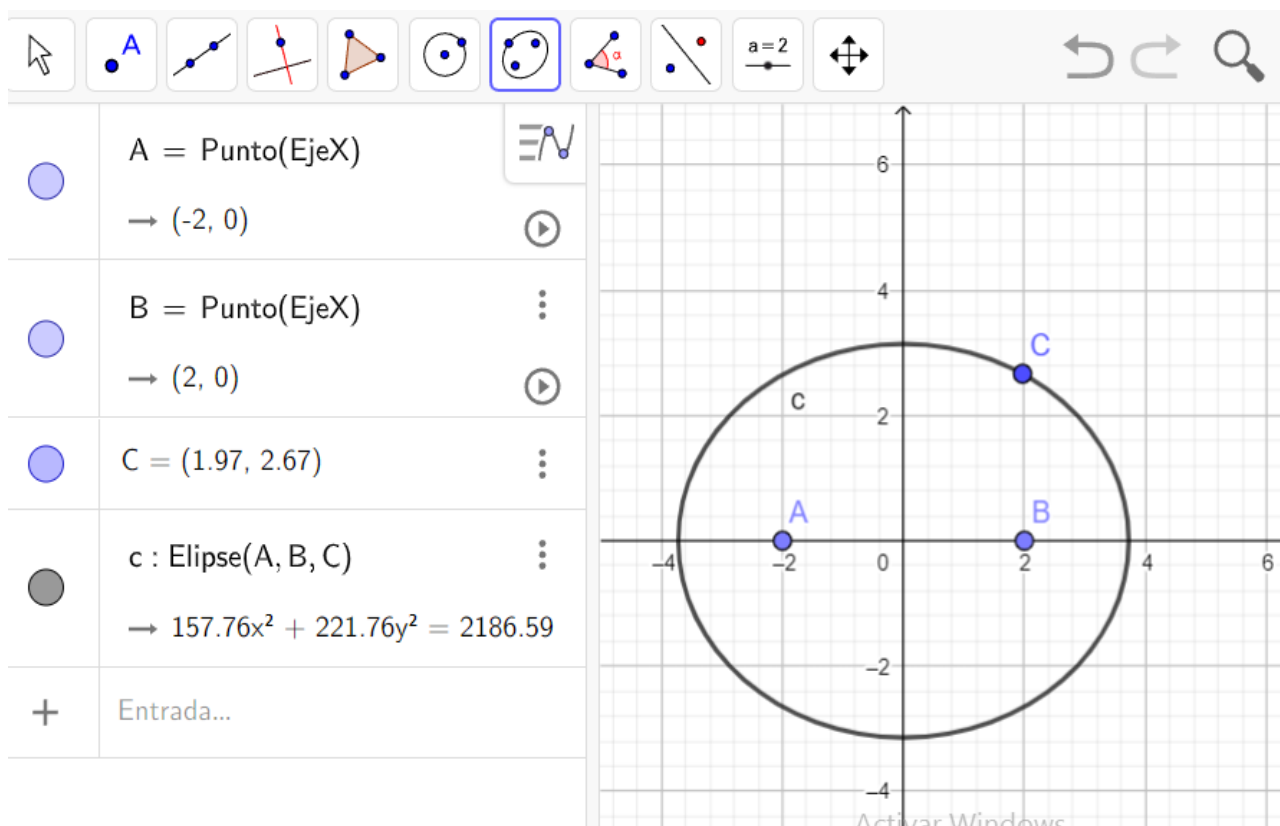 A
α
a=2
A = Punto(EjeX)
→ (-2, 0)
B = Punto(EjeX)
→ (2, 0)
C = (1.97, 2.67)
c : Elipse(A, B, C)
→ 157.76x² + 221.76y² = 2186.59
+ Entrada...
6
4
C
c
2
A
B
−4
−2
0
2
4
6
−2
−4
Activar Windows